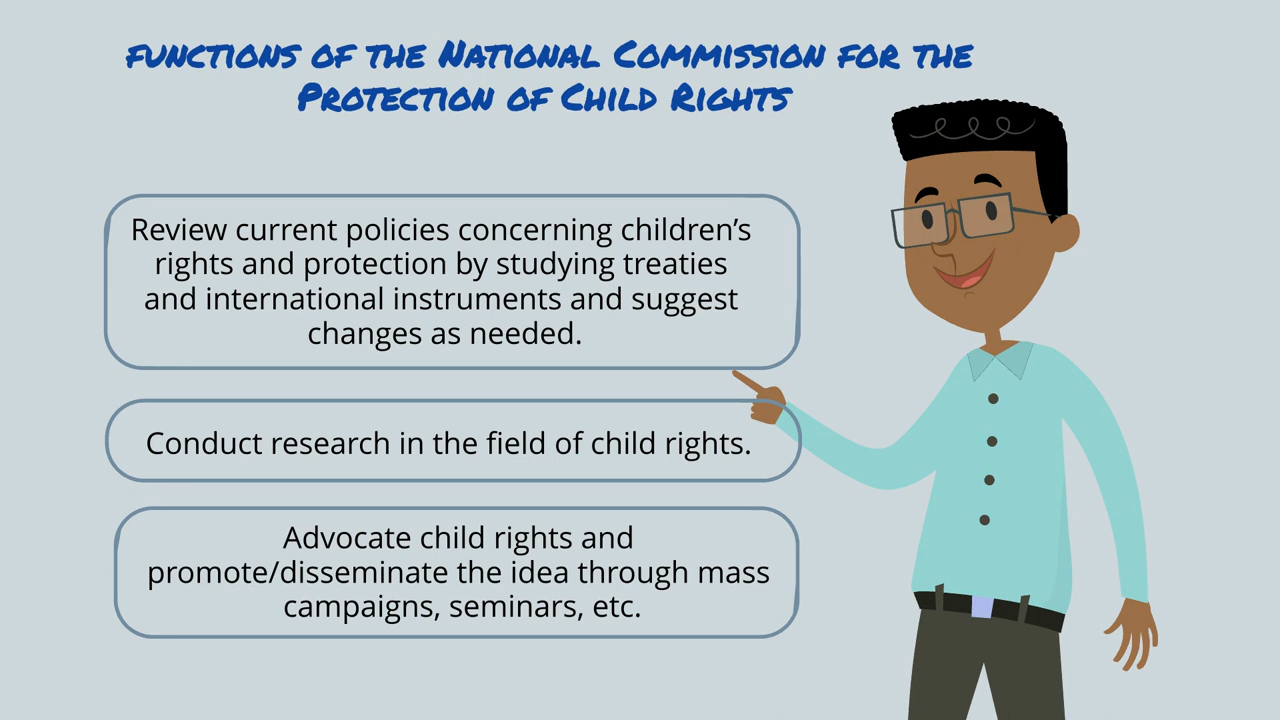 functions of the National Commission for the
Protection of Child Rights
Review current policies concerning children’s
rights and protection by studying treaties
and international instruments and suggest
changes as needed.
Conduct research in the field of child rights.
Advocate child rights and
promote/disseminate the idea through mass
campaigns, seminars, etc.